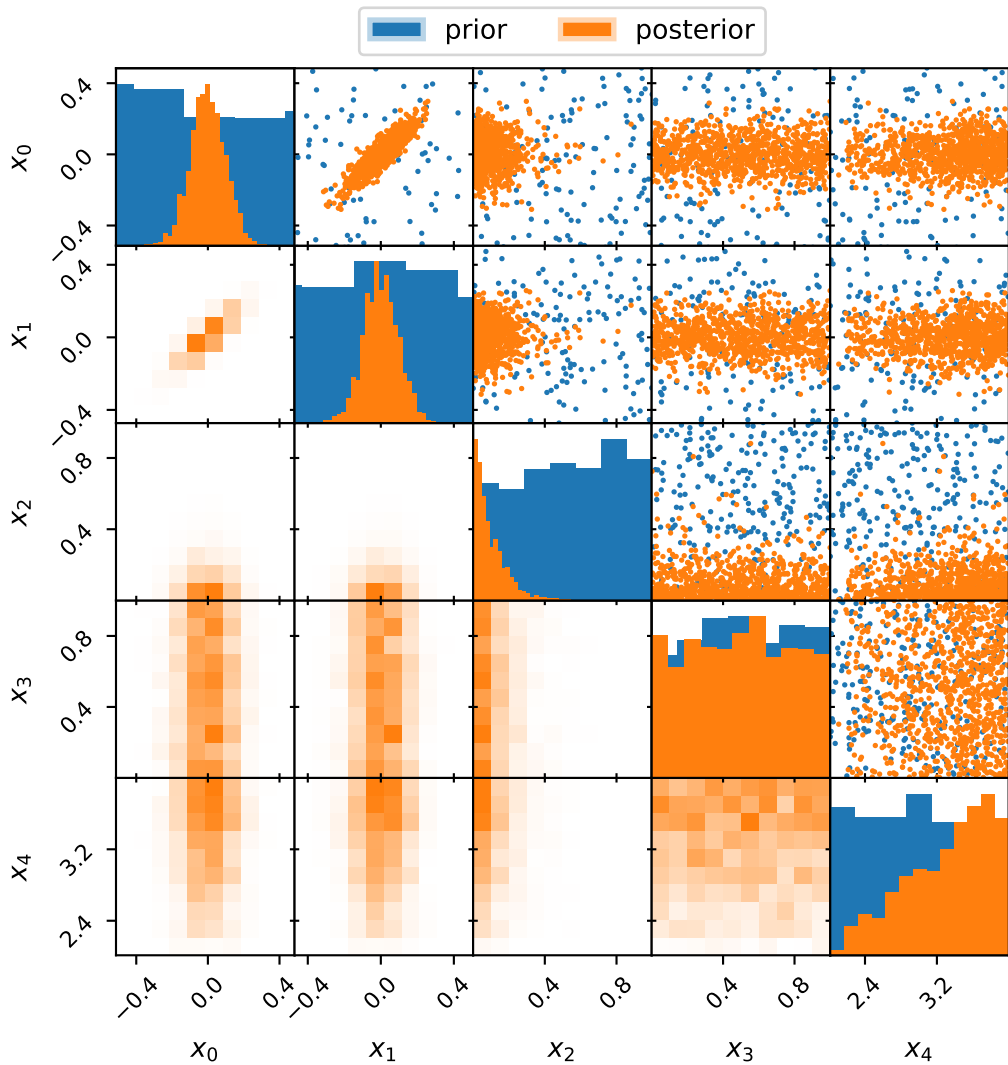 prior posterior
x₀ 0.4 0.0 −0.4
x₁ 0.4 0.0 −0.4
x₂ 0.8 0.4
x₃ 0.8 0.4
x₄ 3.2 2.4
−0.4 0.0 0.4 −0.4 0.0 0.4 0.4 0.8 0.4 0.8 2.4 3.2
x₀ x₁ x₂ x₃ x₄